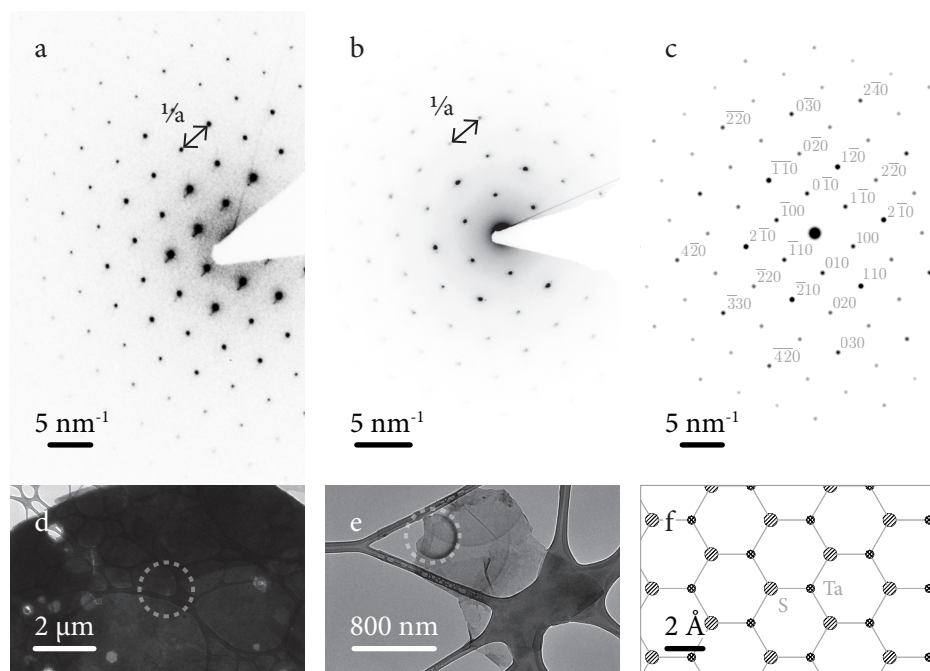 a
b
c
¹⁄a
¹⁄a
2̅4̅0
0̅3̅0
2̅2̅0
0̅2̅0
1̅2̅0
2̅2̅0
1̅1̅0
0 1̅0
1 1̅0
1̅00
2 1̅0
2 1̅0
4 2̅0
1̅10
100
010
2̅20
2̅10
110
3̅30
020
030
4̅2̅0
5 nm⁻¹
5 nm⁻¹
5 nm⁻¹
d
e
f
S
Ta
2 µm
800 nm
2 Å